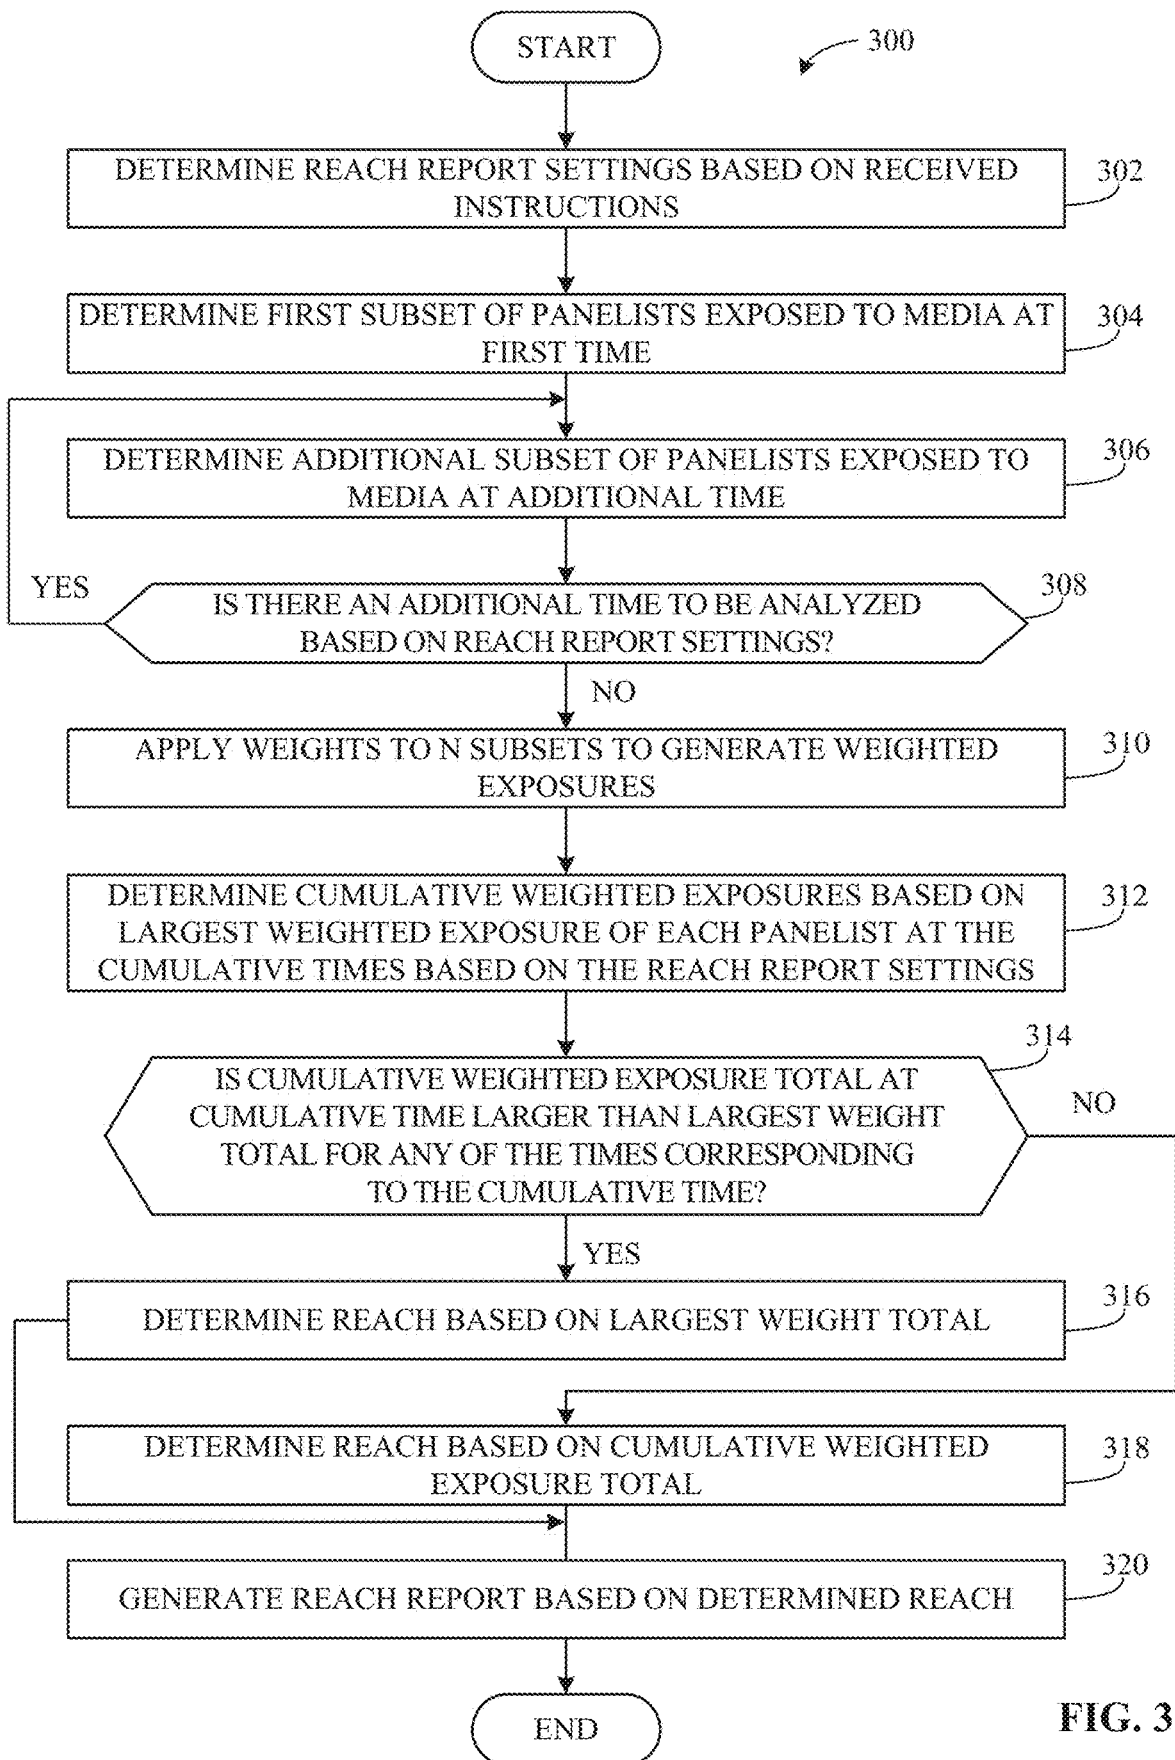 START
300
DETERMINE REACH REPORT SETTINGS BASED ON RECEIVED
INSTRUCTIONS
302
DETERMINE FIRST SUBSET OF PANELISTS EXPOSED TO MEDIA AT
FIRST TIME
304
DETERMINE ADDITIONAL SUBSET OF PANELISTS EXPOSED TO
MEDIA AT ADDITIONAL TIME
306
YES
IS THERE AN ADDITIONAL TIME TO BE ANALYZED
BASED ON REACH REPORT SETTINGS?
308
NO
APPLY WEIGHTS TO N SUBSETS TO GENERATE WEIGHTED
EXPOSURES
310
DETERMINE CUMULATIVE WEIGHTED EXPOSURES BASED ON
LARGEST WEIGHTED EXPOSURE OF EACH PANELIST AT THE
CUMULATIVE TIMES BASED ON THE REACH REPORT SETTINGS
312
IS CUMULATIVE WEIGHTED EXPOSURE TOTAL AT
CUMULATIVE TIME LARGER THAN LARGEST WEIGHT
TOTAL FOR ANY OF THE TIMES CORRESPONDING
TO THE CUMULATIVE TIME?
314
NO
YES
DETERMINE REACH BASED ON LARGEST WEIGHT TOTAL
316
DETERMINE REACH BASED ON CUMULATIVE WEIGHTED
EXPOSURE TOTAL
318
GENERATE REACH REPORT BASED ON DETERMINED REACH
320
END
FIG. 3